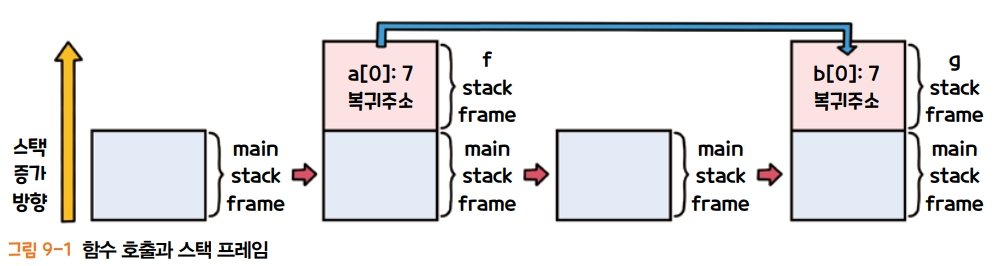 스택
증가
방향
main
stack
frame
a[0]: 7
복귀주소
f
stack
frame
main
stack
frame
main
stack
frame
b[0]: 7
복귀주소
g
stack
frame
main
stack
frame
그림 9-1 함수 호출과 스택 프레임